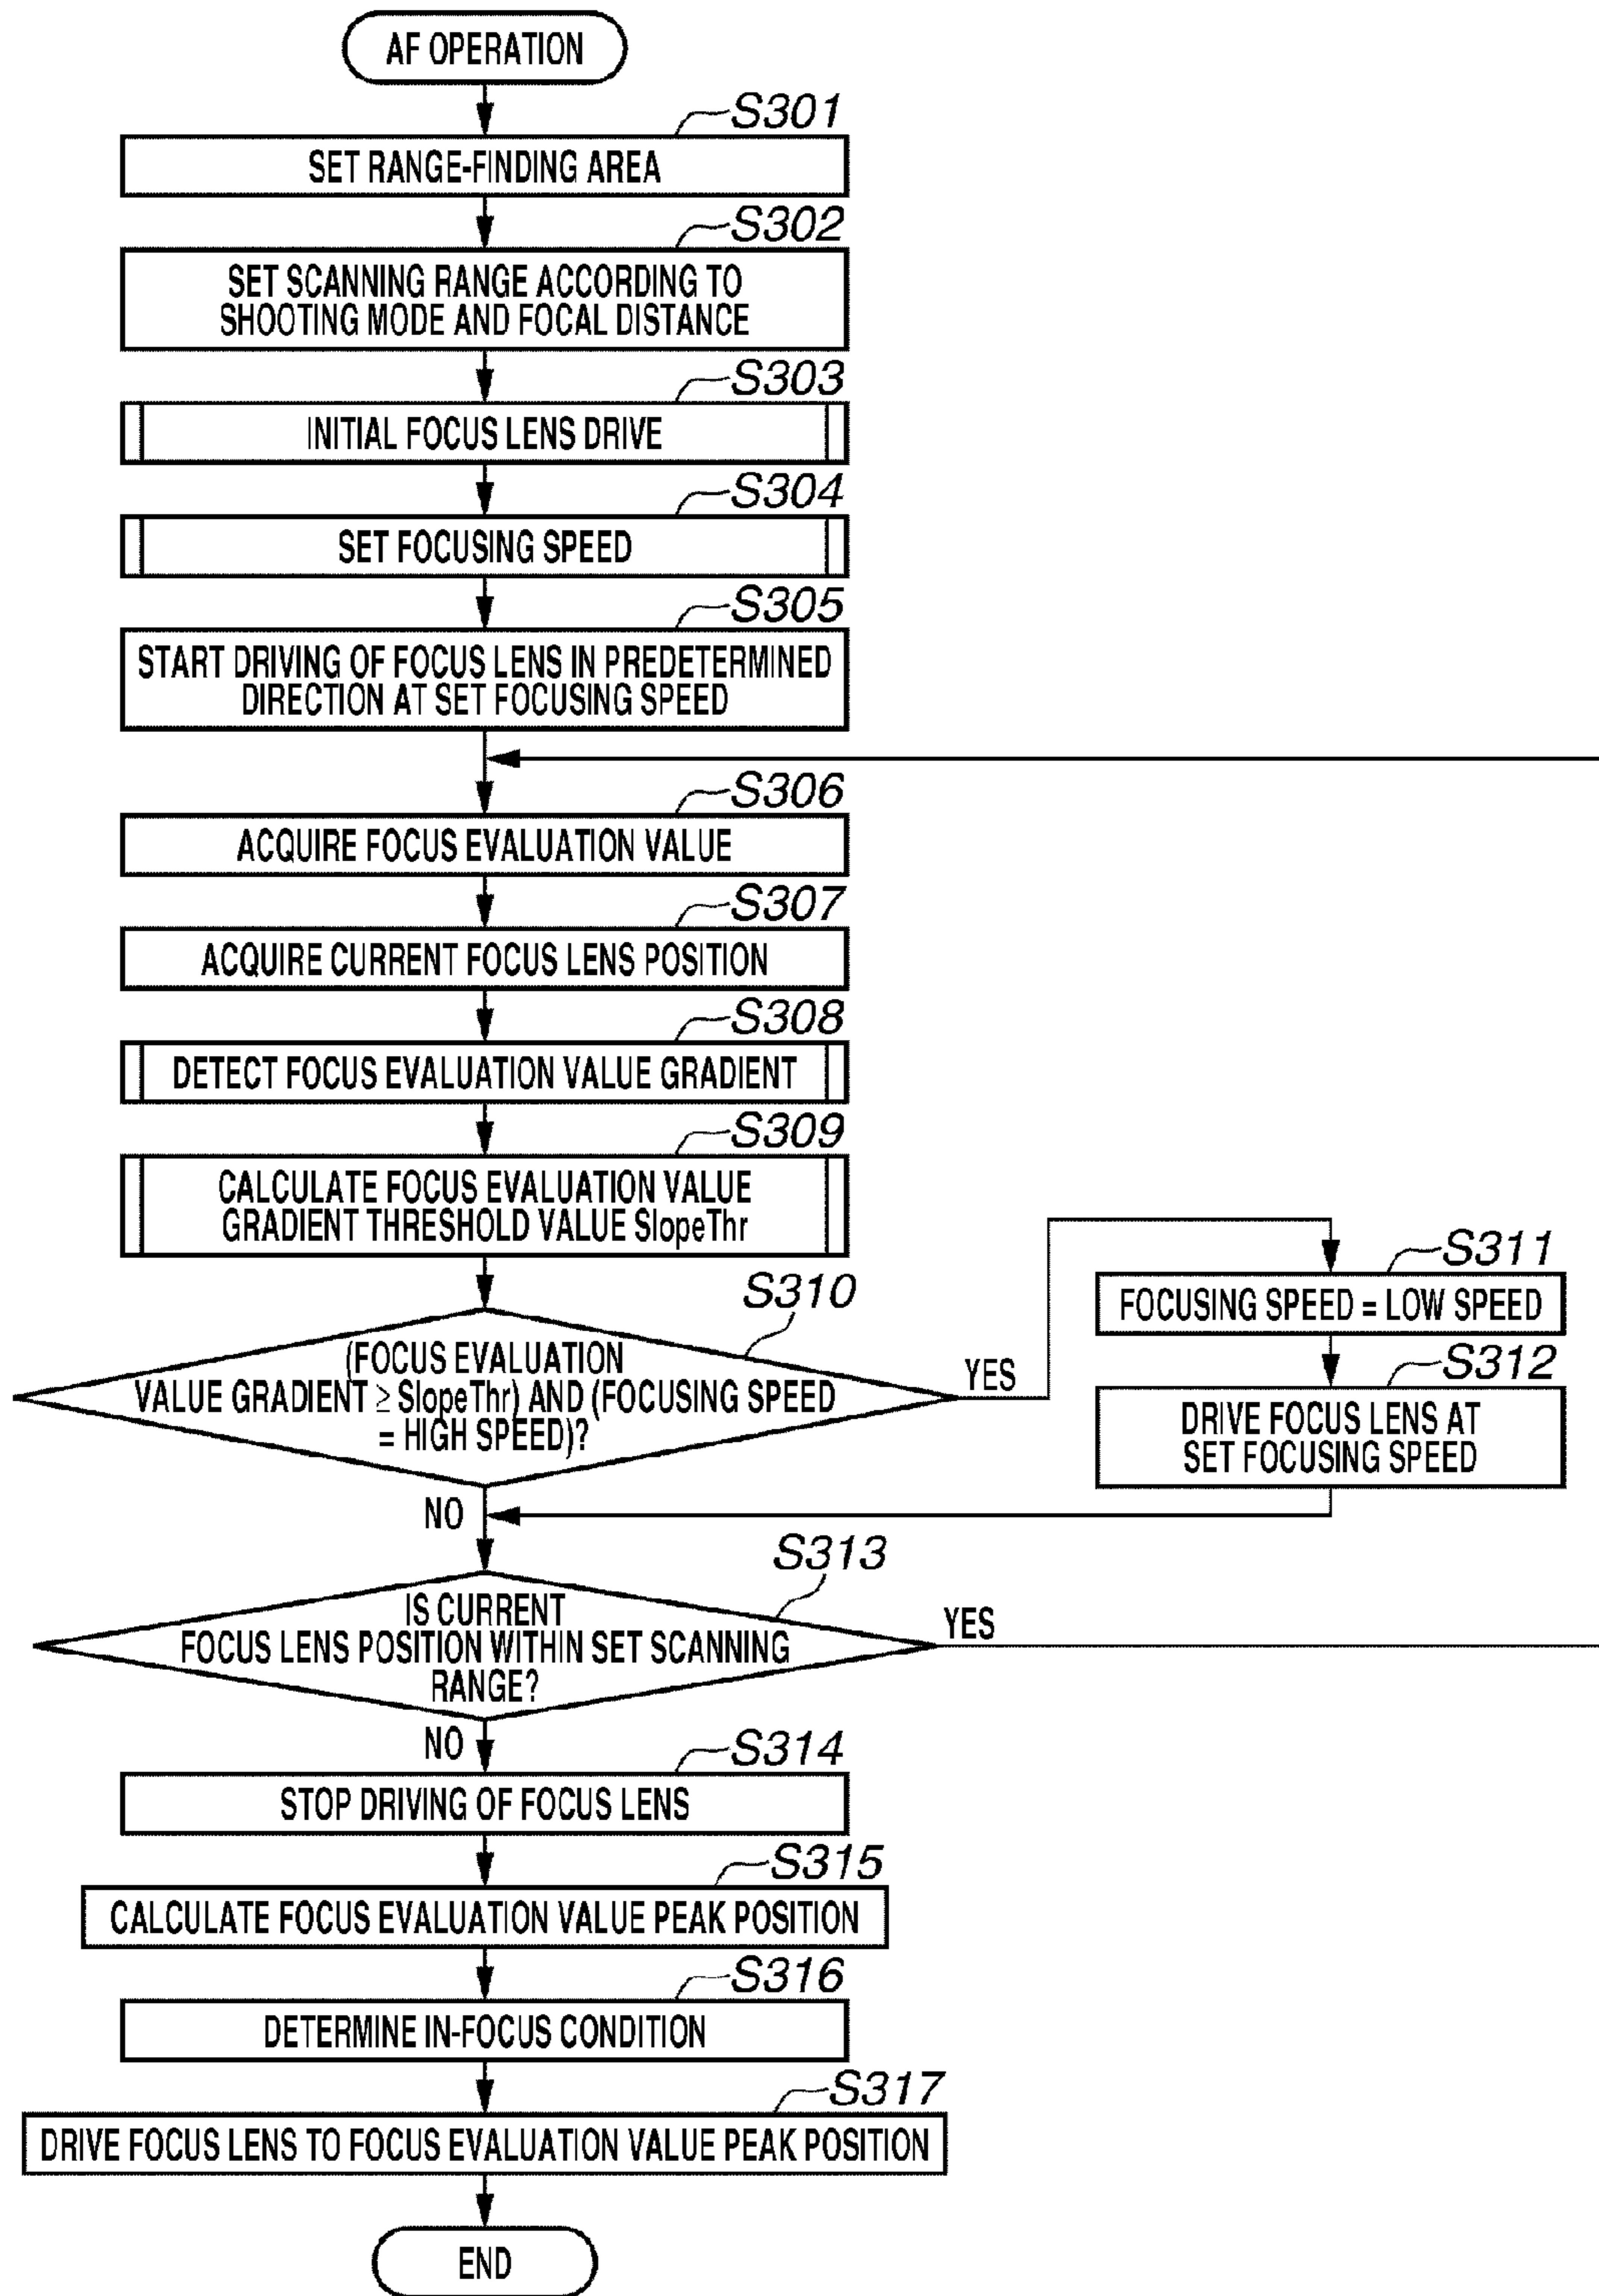 AF OPERATION
S301
SET RANGE-FINDING AREA
S302
SET SCANNING RANGE ACCORDING TO
SHOOTING MODE AND FOCAL DISTANCE
S303
INITIAL FOCUS LENS DRIVE
S304
SET FOCUSING SPEED
S305
START DRIVING OF FOCUS LENS IN PREDETERMINED
DIRECTION AT SET FOCUSING SPEED
S306
ACQUIRE FOCUS EVALUATION VALUE
S307
ACQUIRE CURRENT FOCUS LENS POSITION
S308
DETECT FOCUS EVALUATION VALUE GRADIENT
S309
CALCULATE FOCUS EVALUATION VALUE
GRADIENT THRESHOLD VALUE SlopeThr
S310
(FOCUS EVALUATION
VALUE GRADIENT ≥ SlopeThr) AND (FOCUSING SPEED
= HIGH SPEED)?
YES
S311
FOCUSING SPEED = LOW SPEED
S312
DRIVE FOCUS LENS AT
SET FOCUSING SPEED
NO
S313
IS CURRENT
FOCUS LENS POSITION WITHIN SET SCANNING
RANGE?
YES
NO
S314
STOP DRIVING OF FOCUS LENS
S315
CALCULATE FOCUS EVALUATION VALUE PEAK POSITION
S316
DETERMINE IN-FOCUS CONDITION
S317
DRIVE FOCUS LENS TO FOCUS EVALUATION VALUE PEAK POSITION
END